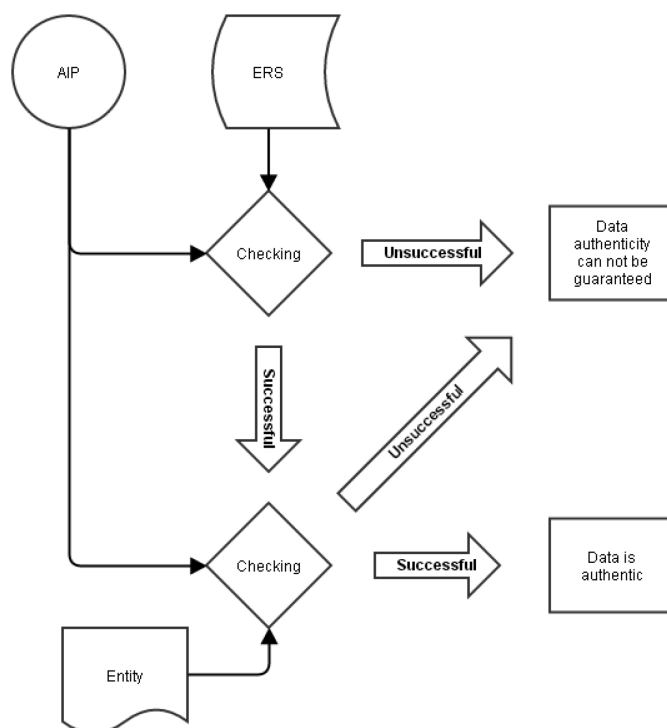 AIP
ERS
Checking
Unsuccessful
Data
authenticity
can not be
guaranteed
Successful
Unsuccessful
Checking
Successful
Data is
authentic
Entity